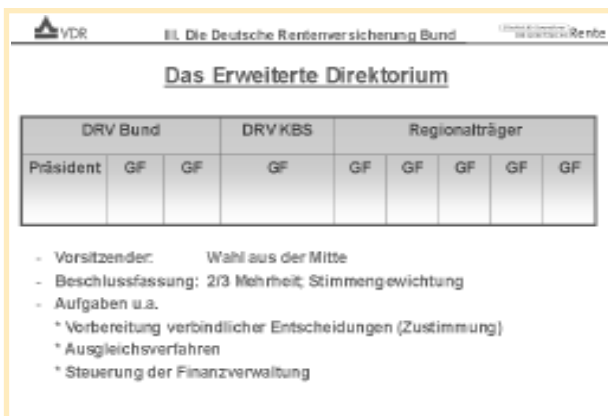 VDR III. Die Deutsche Rentenversicherung Bund Rente
Das Erweiterte Direktorium
DRV Bund DRV KBS Regionalträger
Präsident GF GF GF GF GF GF GF GF
- Vorsitzender: Wahl aus der Mitte
- Beschlussfassung: 2/3 Mehrheit; Stimmengewichtung
- Aufgaben u.a.
* Vorbereitung verbindlicher Entscheidungen (Zustimmung)
* Ausgleichsverfahren
* Steuerung der Finanzverwaltung